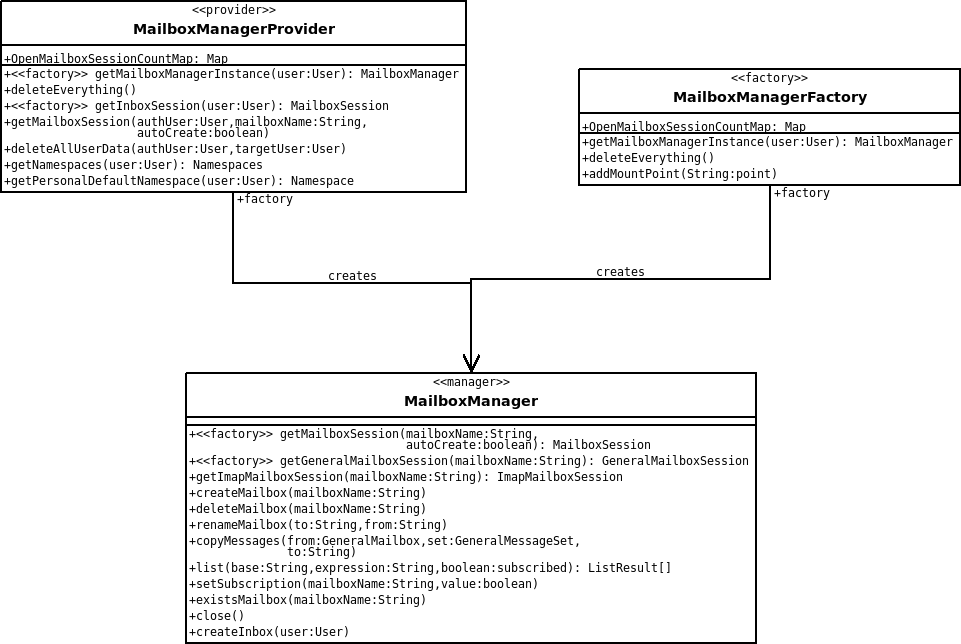 <<provider>>
MailboxManagerProvider
+OpenMailboxSessionCountMap: Map
+<<factory>> getMailboxManagerInstance(user:User): MailboxManager
+deleteEverything()
+<<factory>> getInboxSession(user:User): MailboxSession
+getMailboxSession(authUser:User,mailboxName:String,
autoCreate:boolean)
+deleteAllUserData(authUser:User,targetUser:User)
+getNamespaces(user:User): Namespaces
+getPersonalDefaultNamespace(user:User): Namespace
+factory
<<factory>>
MailboxManagerFactory
+OpenMailboxSessionCountMap: Map
+getMailboxManagerInstance(user:User): MailboxManager
+deleteEverything()
+addMountPoint(String:point)
+factory
creates
creates
<<manager>>
MailboxManager
+<<factory>> getMailboxSession(mailboxName:String,
autoCreate:boolean): MailboxSession
+<<factory>> getGeneralMailboxSession(mailboxName:String): GeneralMailboxSession
+getImapMailboxSession(mailboxName:String): ImapMailboxSession
+createMailbox(mailboxName:String)
+deleteMailbox(mailboxName:String)
+renameMailbox(to:String,from:String)
+copyMessages(from:GeneralMailbox,set:GeneralMessageSet,
to:String)
+list(base:String,expression:String,boolean:subscribed): ListResult[]
+setSubscription(mailboxName:String,value:boolean)
+existsMailbox(mailboxName:String)
+close()
+createInbox(user:User)